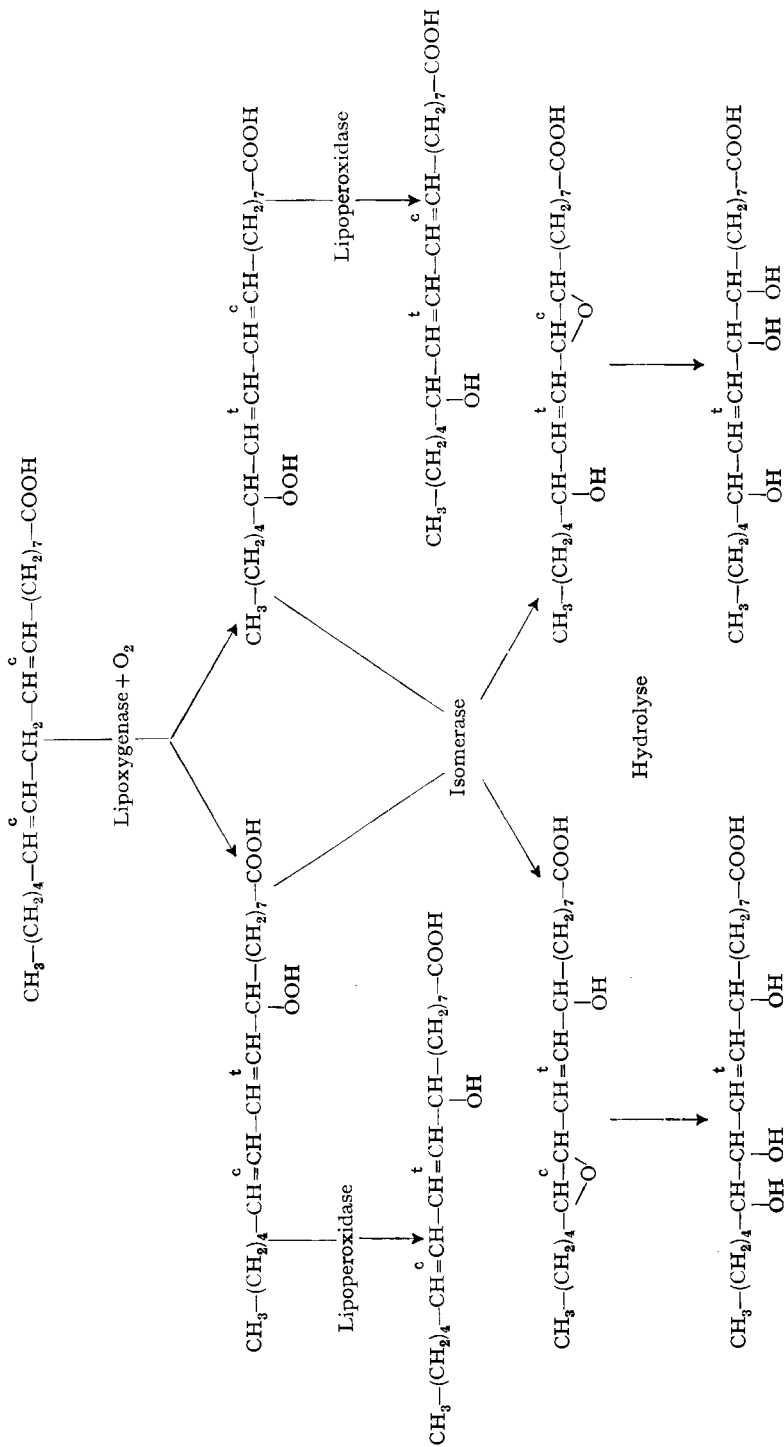 c c
CH₃—(CH₂)₄—CH=CH—CH₂—CH=CH—(CH₂)₇—COOH
Lipoxygenase + O₂
c t
CH₃—(CH₂)₄—CH=CH—CH=CH—CH—(CH₂)₇—COOH
OOH
t c
CH₃—(CH₂)₄—CH—CH=CH—CH=CH—(CH₂)₇—COOH
OOH
Lipoperoxidase
Lipoperoxidase
c t
CH₃—(CH₂)₄—CH=CH—CH=CH—CH—(CH₂)₇—COOH
OH
t c
CH₃—(CH₂)₄—CH—CH=CH—CH=CH—(CH₂)₇—COOH
OH
Isomerase
c t
CH₃—(CH₂)₄—CH—CH—CH=CH—CH—(CH₂)₇—COOH
O OH
t c
CH₃—(CH₂)₄—CH—CH=CH—CH—CH—(CH₂)₇—COOH
OH O
Hydrolyse
t
CH₃—(CH₂)₄—CH—CH—CH=CH—CH—(CH₂)₇—COOH
OH OH OH
t
CH₃—(CH₂)₄—CH—CH=CH—CH—CH—(CH₂)₇—COOH
OH OH OH